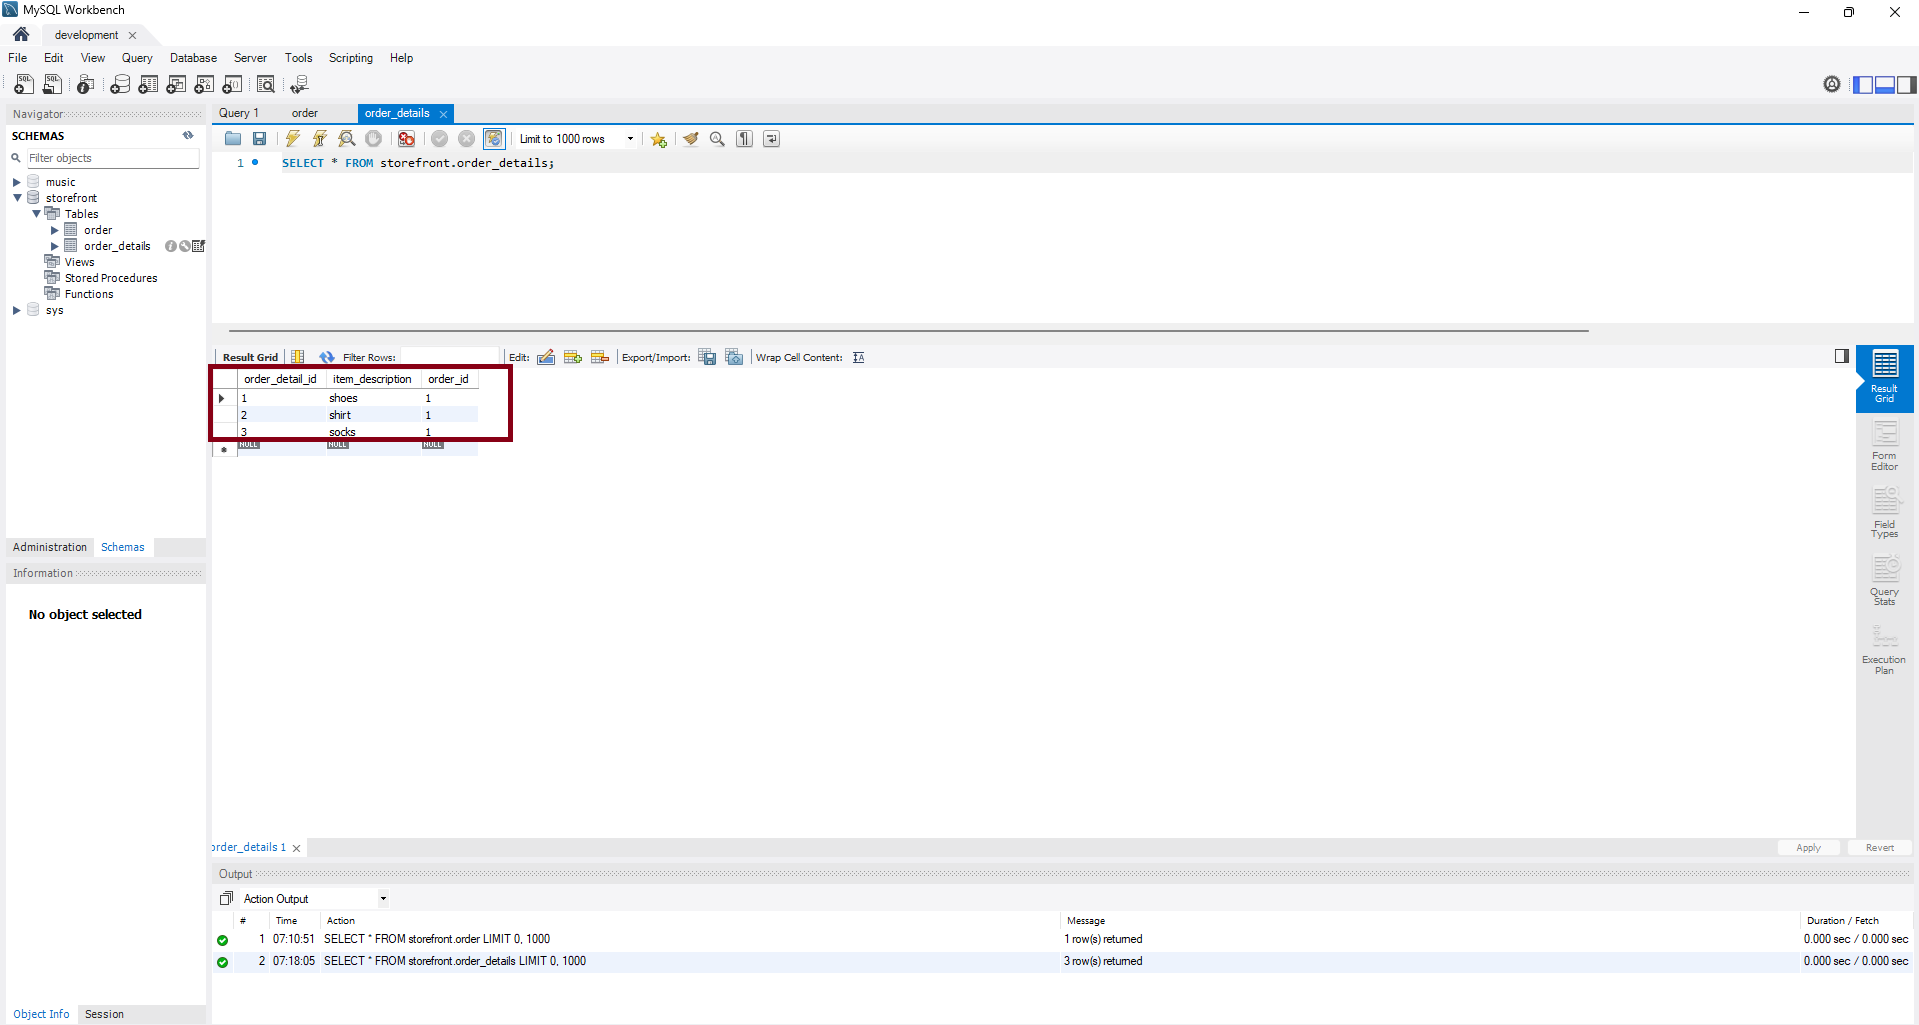 MySQL Workbench
development
File Edit View Query Database Server Tools Scripting Help
Navigator
SCHEMAS
Filter objects
music
storefront
Tables
order
order_details
Views
Stored Procedures
Functions
sys
Administration Schemas
Information
No object selected
Object Info Session
Query 1 order order_details
Limit to 1000 rows
1 SELECT * FROM storefront.order_details;
Result Grid Filter Rows: Edit: Export/Import: Wrap Cell Content:
order_detail_id item_description order_id
1 shoes 1
2 shirt 1
3 socks 1
NULL NULL NULL
Result
Grid
Form
Editor
Field
Types
Query
Stats
Execution
Plan
order_details 1
Apply Revert
Output
Action Output
# Time Action Message Duration / Fetch
1 07:10:51 SELECT * FROM storefront.order LIMIT 0, 1000 1 row(s) returned 0.000 sec / 0.000 sec
2 07:18:05 SELECT * FROM storefront.order_details LIMIT 0, 1000 3 row(s) returned 0.000 sec / 0.000 sec